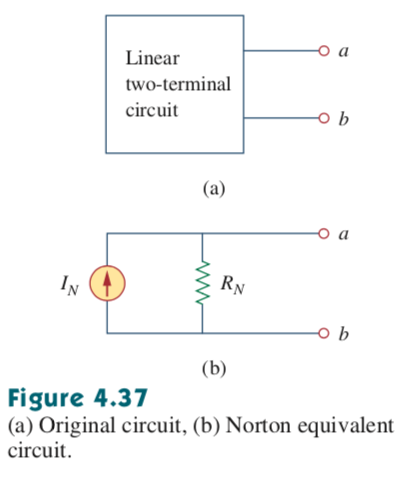 Linear
two-terminal
circuit
a
b
(a)
a
I_N
R_N
b
(b)
Figure 4.37
(a) Original circuit, (b) Norton equivalent
circuit.